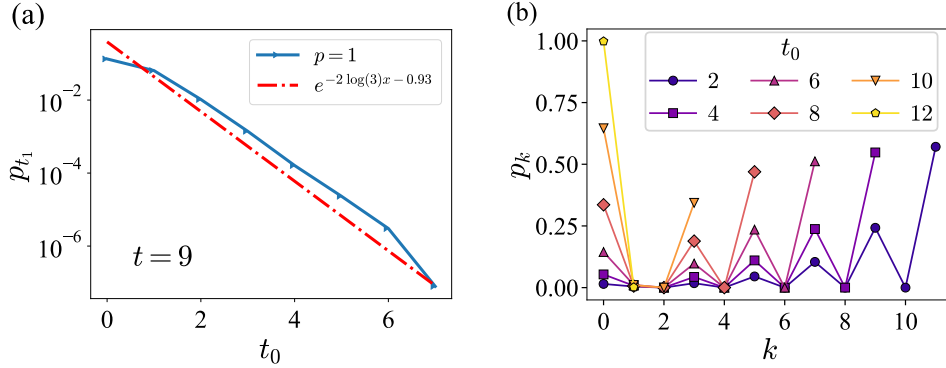 (a)
10⁻²
10⁻⁴
10⁻⁶
p_{t_1}
p = 1
e^{−2 log(3)x − 0.93}
t = 9
0 2 4 6
t_0
(b)
1.00
0.75
0.50
0.25
0.00
p_k
t_0
2 6 10
4 8 12
0 2 4 6 8 10
k